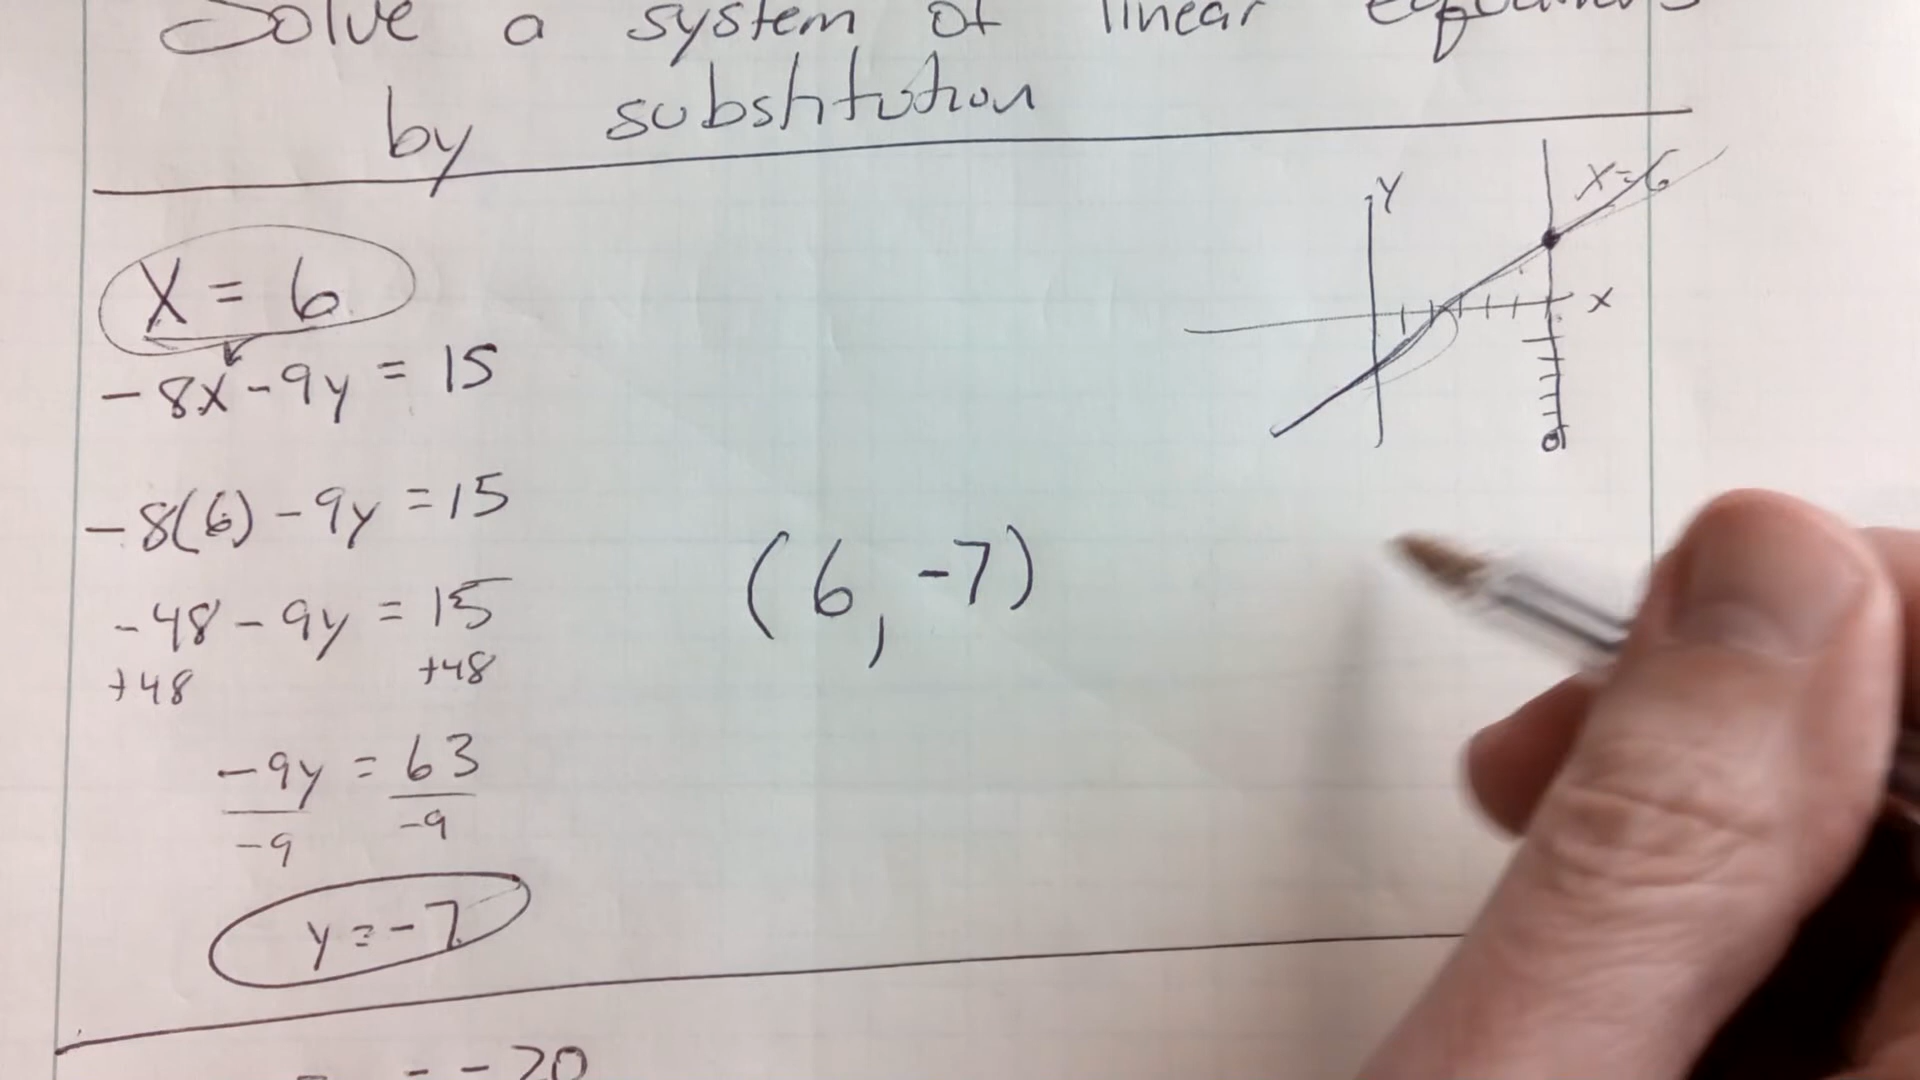 Solve a system of linear equations
by substitution
X = 6
-8x-9y = 15
-8(6) - 9y = 15
-48 - 9y = 15
+48 +48
-9y = 63
-9 -9
y = -7
(6, -7)
Y
X=6
X
- - -20